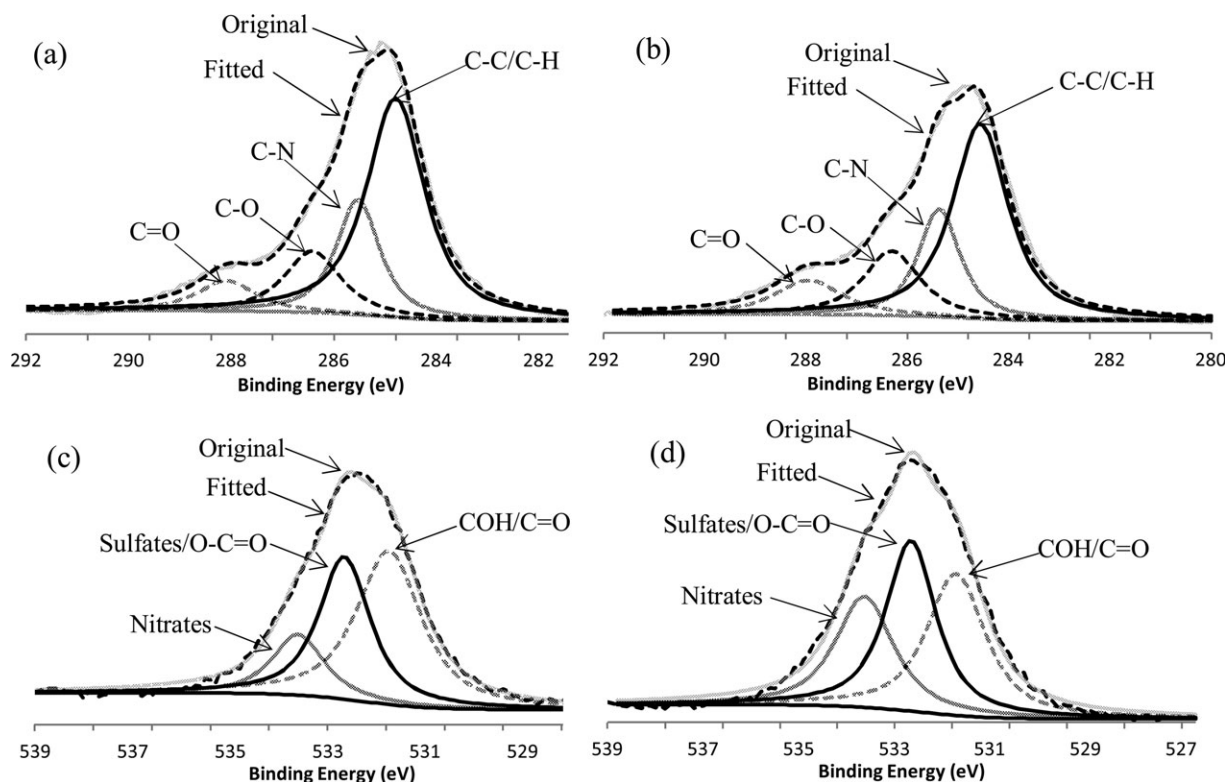 (a)
Original
Fitted
C-C/C-H
C-N
C-O
C=O
292 290 288 286 284 282
Binding Energy (eV)
(b)
Original
Fitted
C-C/C-H
C-N
C-O
C=O
292 290 288 286 284 282 280
Binding Energy (eV)
(c)
Original
Fitted
COH/C=O
Sulfates/O-C=O
Nitrates
539 537 535 533 531 529
Binding Energy (eV)
(d)
Original
Fitted
Sulfates/O-C=O
COH/C=O
Nitrates
539 537 535 533 531 529 527
Binding Energy (eV)